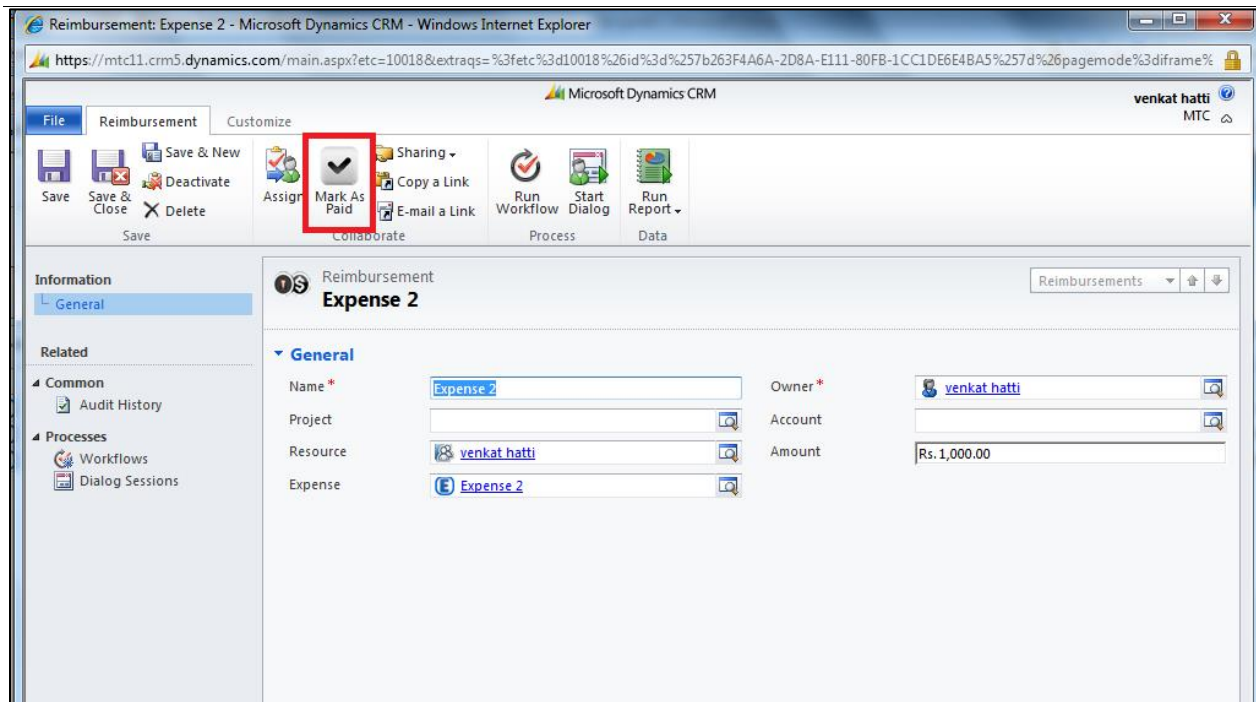 Reimbursement: Expense 2 - Microsoft Dynamics CRM - Windows Internet Explorer
https://mtc11.crm5.dynamics.com/main.aspx?etc=10018&extraqs=%3fetc%3d10018%26id%3d%257b263F4A6A-2D8A-E111-80FB-1CC1DE6E4BA5%257d%26pagemode%3diframe%
Microsoft Dynamics CRM
venkat hatti
MTC
File Reimbursement Customize
Save
Save & Close
Save & New
Deactivate
Delete
Assign
Mark As Paid
Sharing
Copy a Link
E-mail a Link
Run Workflow
Start Dialog
Run Report
Save Collaborate Process Data
Information
General
Related
Common
Audit History
Processes
Workflows
Dialog Sessions
Reimbursement
Expense 2
Reimbursements
General
Name * Expense 2 Owner * venkat hatti
Project Account
Resource venkat hatti Amount Rs. 1,000.00
Expense E Expense 2